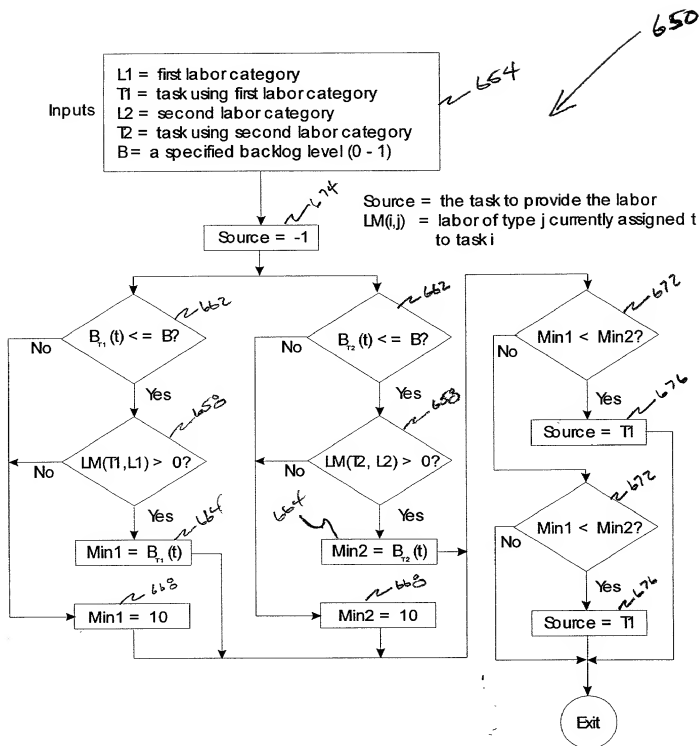 650
Inputs
L1 = first labor category
T1 = task using first labor category
L2 = second labor category
T2 = task using second labor category
B = a specified backlog level (0 - 1)
654
674
Source = -1
Source = the task to provide the labor
LM(i,j) = labor of type j currently assigned t
to task i
662
B_T1 (t) <= B?
No
Yes
658
LM(T1,L1) > 0?
No
Yes
664
Min1 = B_T1 (t)
668
Min1 = 10
662
B_T2 (t) <= B?
No
Yes
658
LM(T2, L2) > 0?
No
Yes
664
Min2 = B_T2 (t)
668
Min2 = 10
672
Min1 < Min2?
No
Yes
676
Source = T1
672
Min1 < Min2?
No
Yes
676
Source = T1
Exit